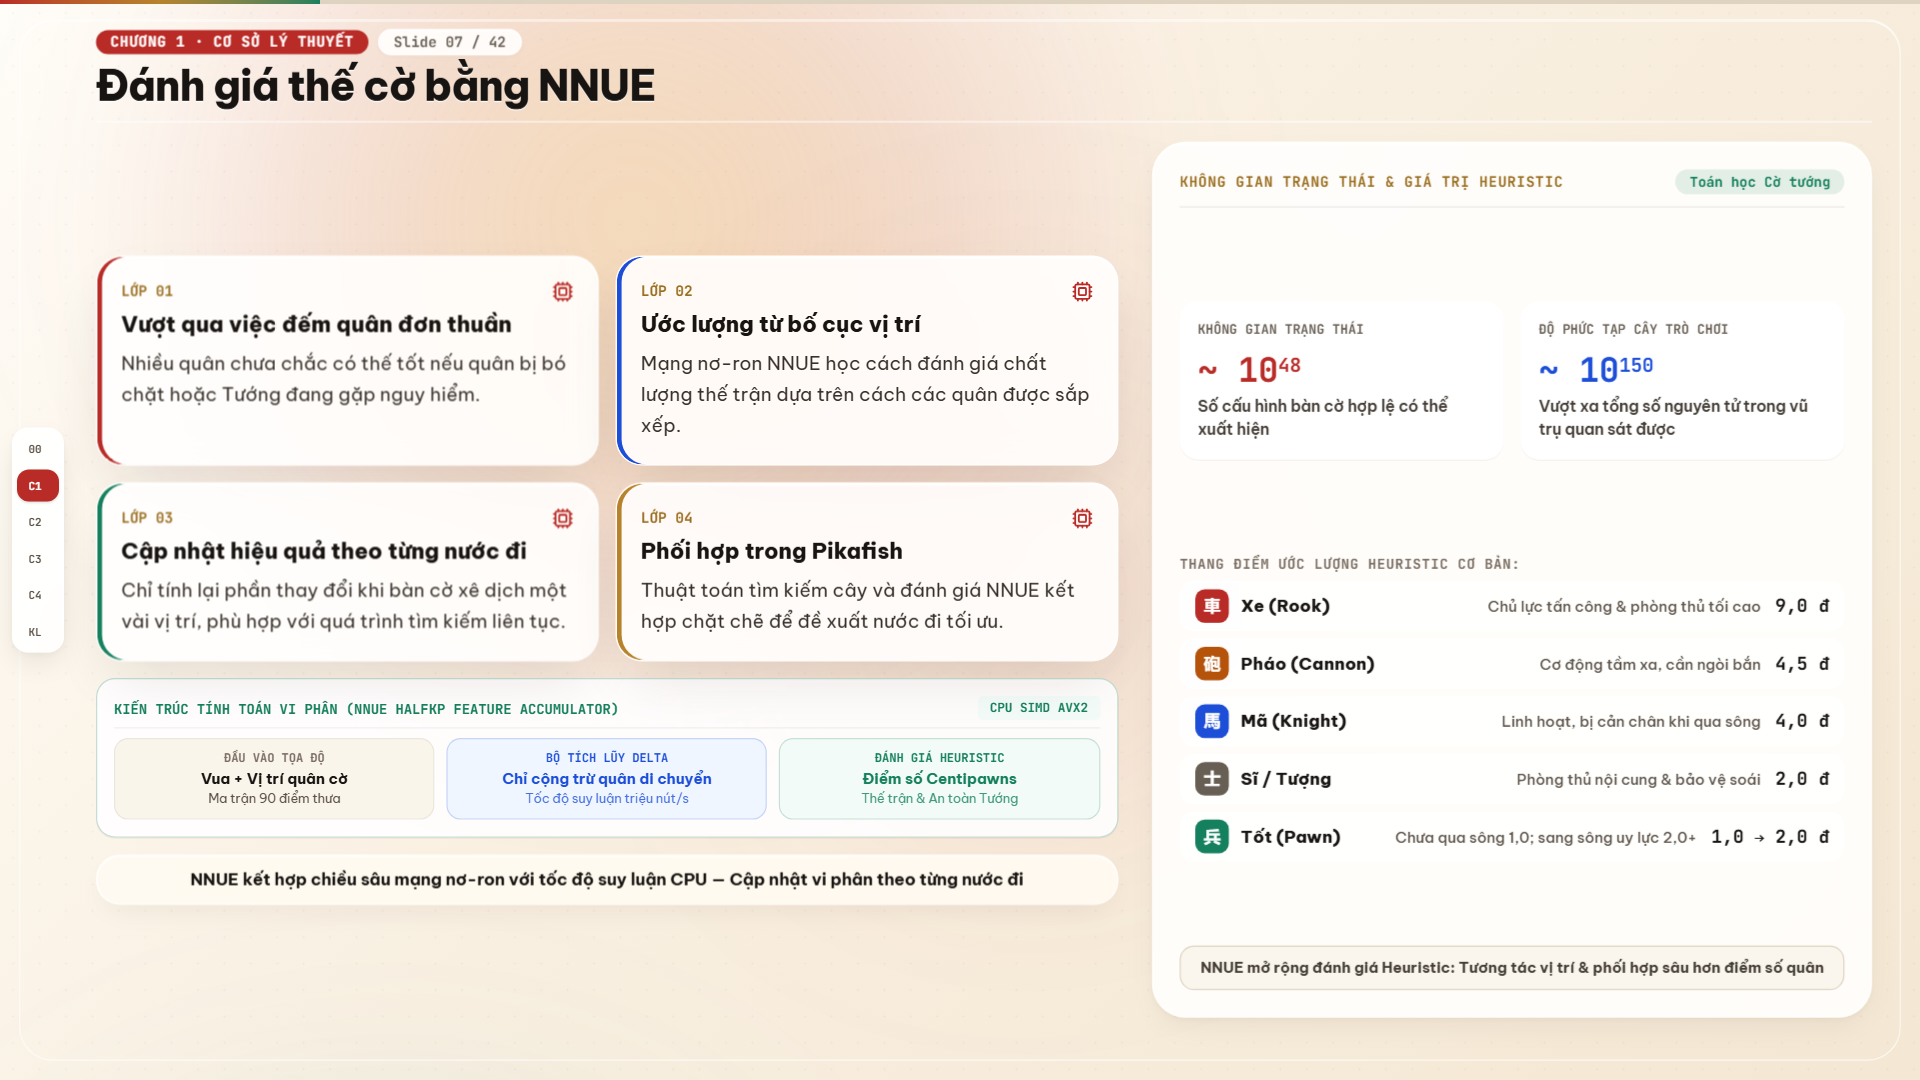 CHƯƠNG 1 · CƠ SỞ LÝ THUYẾT
Slide 07 / 42
Đánh giá thế cờ bằng NNUE
00
C1
C2
C3
C4
KL
LỚP 01
Vượt qua việc đếm quân đơn thuần
Nhiều quân chưa chắc có thế tốt nếu quân bị bó
chặt hoặc Tướng đang gặp nguy hiểm.
LỚP 02
Ước lượng từ bố cục vị trí
Mạng nơ-ron NNUE học cách đánh giá chất
lượng thế trận dựa trên cách các quân được sắp
xếp.
LỚP 03
Cập nhật hiệu quả theo từng nước đi
Chỉ tính lại phần thay đổi khi bàn cờ xê dịch một
vài vị trí, phù hợp với quá trình tìm kiếm liên tục.
LỚP 04
Phối hợp trong Pikafish
Thuật toán tìm kiếm cây và đánh giá NNUE kết
hợp chặt chẽ để đề xuất nước đi tối ưu.
KIẾN TRÚC TÍNH TOÁN VI PHÂN (NNUE HALFKP FEATURE ACCUMULATOR)
CPU SIMD AVX2
ĐẦU VÀO TỌA ĐỘ
Vua + Vị trí quân cờ
Ma trận 90 điểm thưa
BỘ TÍCH LŨY DELTA
Chỉ cộng trừ quân di chuyển
Tốc độ suy luận triệu nút/s
ĐÁNH GIÁ HEURISTIC
Điểm số Centipawns
Thế trận & An toàn Tướng
NNUE kết hợp chiều sâu mạng nơ-ron với tốc độ suy luận CPU — Cập nhật vi phân theo từng nước đi
KHÔNG GIAN TRẠNG THÁI & GIÁ TRỊ HEURISTIC
Toán học Cờ tướng
KHÔNG GIAN TRẠNG THÁI
~ 10⁴⁸
Số cấu hình bàn cờ hợp lệ có thể
xuất hiện
ĐỘ PHỨC TẠP CÂY TRÒ CHƠI
~ 10¹⁵⁰
Vượt xa tổng số nguyên tử trong vũ
trụ quan sát được
THANG ĐIỂM ƯỚC LƯỢNG HEURISTIC CƠ BẢN:
車 Xe (Rook) Chủ lực tấn công & phòng thủ tối cao 9,0 đ
砲 Pháo (Cannon) Cơ động tầm xa, cần ngòi bắn 4,5 đ
馬 Mã (Knight) Linh hoạt, bị cản chân khi qua sông 4,0 đ
士 Sĩ / Tượng Phòng thủ nội cung & bảo vệ soái 2,0 đ
兵 Tốt (Pawn) Chưa qua sông 1,0; sang sông uy lực 2,0+ 1,0 → 2,0 đ
NNUE mở rộng đánh giá Heuristic: Tương tác vị trí & phối hợp sâu hơn điểm số quân